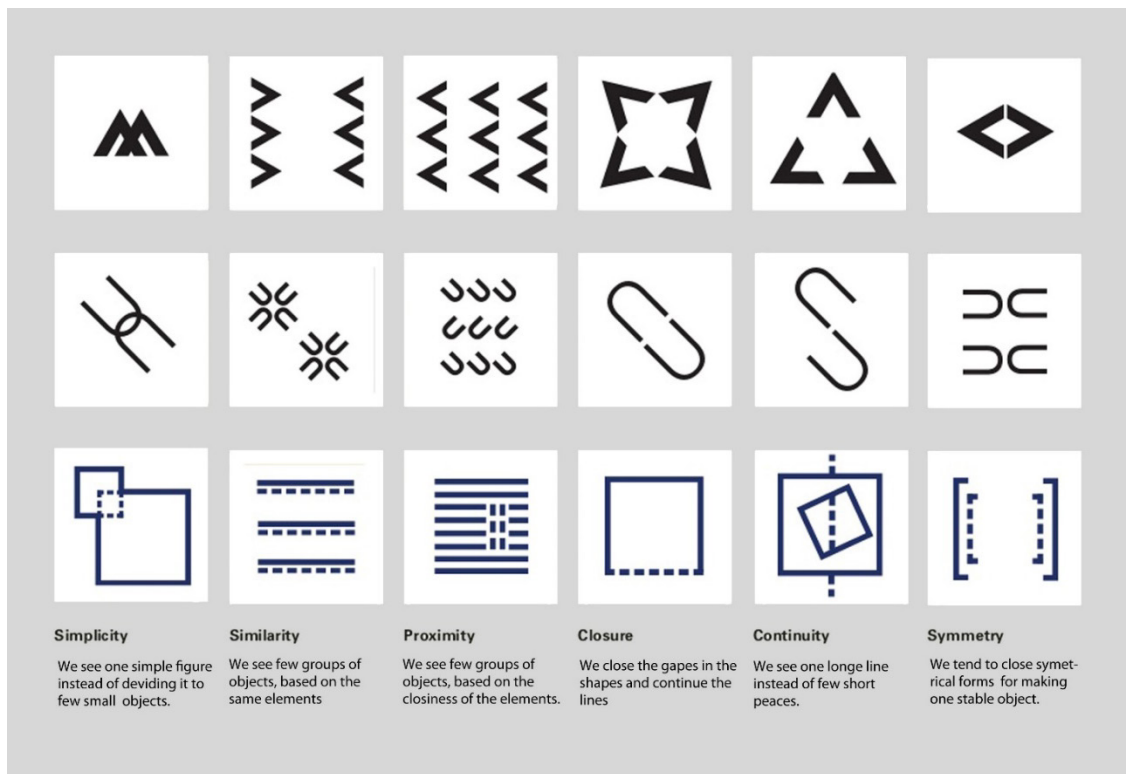 Simplicity
We see one simple figure
instead of deviding it to
few small objects.
Similarity
We see few groups of
objects, based on the
same elements
Proximity
We see few groups of
objects, based on the
closiness of the elements.
Closure
We close the gapes in the
shapes and continue the
lines
Continuity
We see one longe line
instead of few short
peaces.
Symmetry
We tend to close symet-
rical forms for making
one stable object.